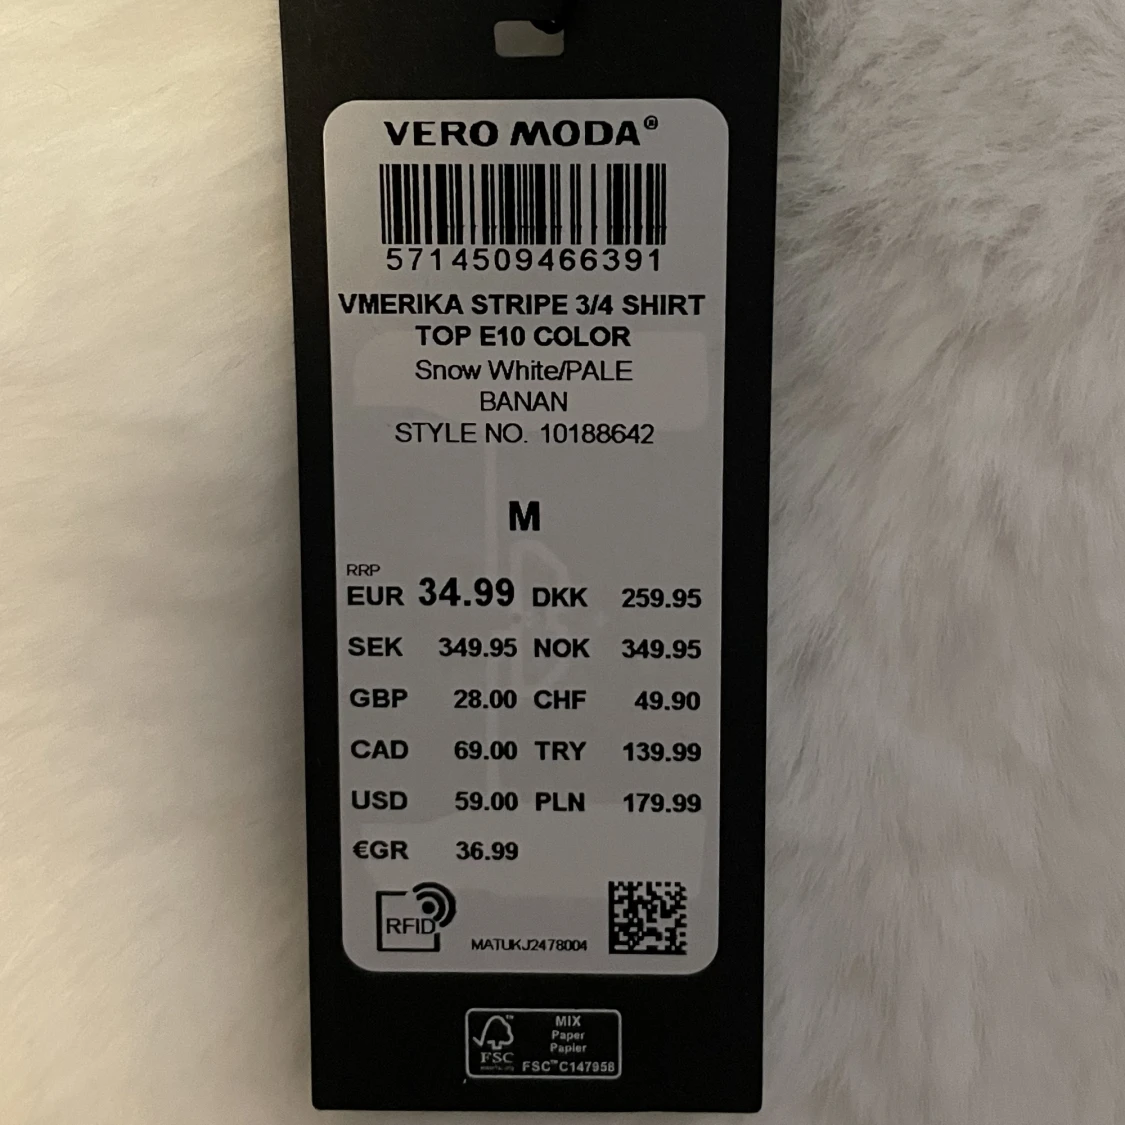 VERO MODA®
5714509466391
VMERIKA STRIPE 3/4 SHIRT
TOP E10 COLOR
Snow White/PALE
BANAN
STYLE NO. 10188642
M
RRP
EUR 34.99 DKK 259.95
SEK 349.95 NOK 349.95
GBP 28.00 CHF 49.90
CAD 69.00 TRY 139.99
USD 59.00 PLN 179.99
€GR 36.99
RFID
MATUKJ2478004
MIX
Paper
Papier
FSC
FSC™ C147958